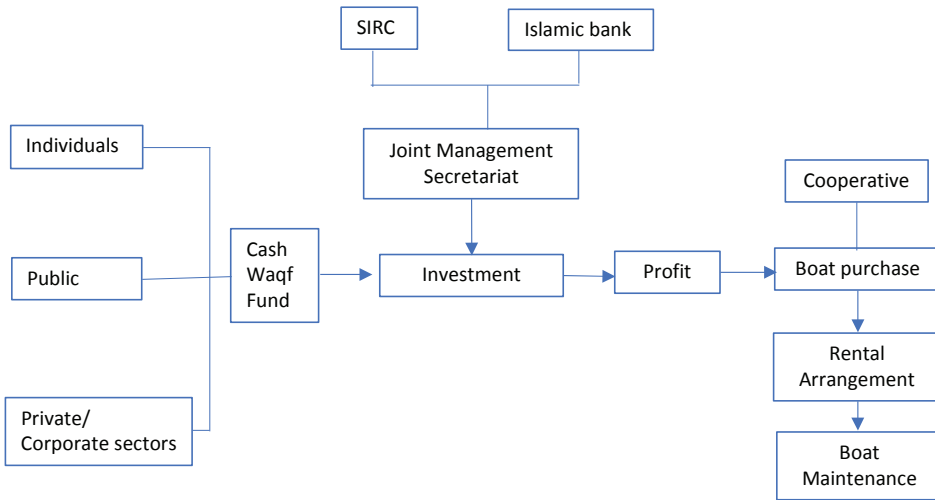 SIRC
Islamic bank
Individuals
Joint Management
Secretariat
Cooperative
Public
Cash
Waqf
Fund
Investment
Profit
Boat purchase
Rental
Arrangement
Private/
Corporate sectors
Boat
Maintenance